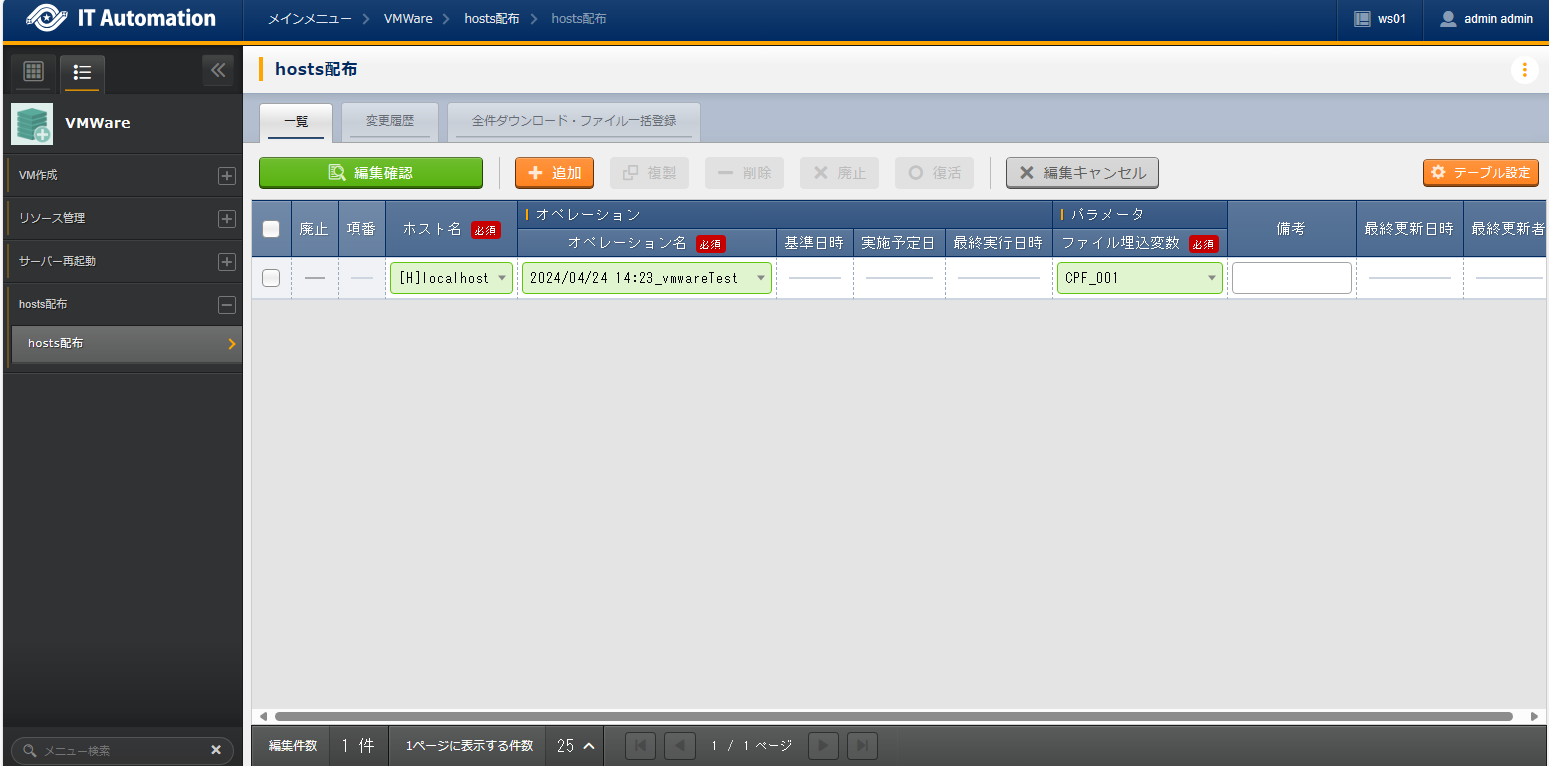 IT Automation
メインメニュー > VMWare > hosts配布 > hosts配布
ws01
admin admin
VMWare
VM作成
リソース管理
サーバー再起動
hosts配布
hosts配布
メニュー検索
hosts配布
一覧 変更履歴 全件ダウンロード・ファイル一括登録
編集確認 追加 複製 削除 廃止 復活 編集キャンセル テーブル設定
廃止 項番 ホスト名 必須 オペレーション パラメータ 備考 最終更新日時 最終更新者
オペレーション名 必須 基準日時 実施予定日 最終実行日時 ファイル埋込変数 必須
[H]localhost 2024/04/24 14:23_vmwareTest CPF_001
編集件数 1 件 1ページに表示する件数 25 1 / 1 ページ